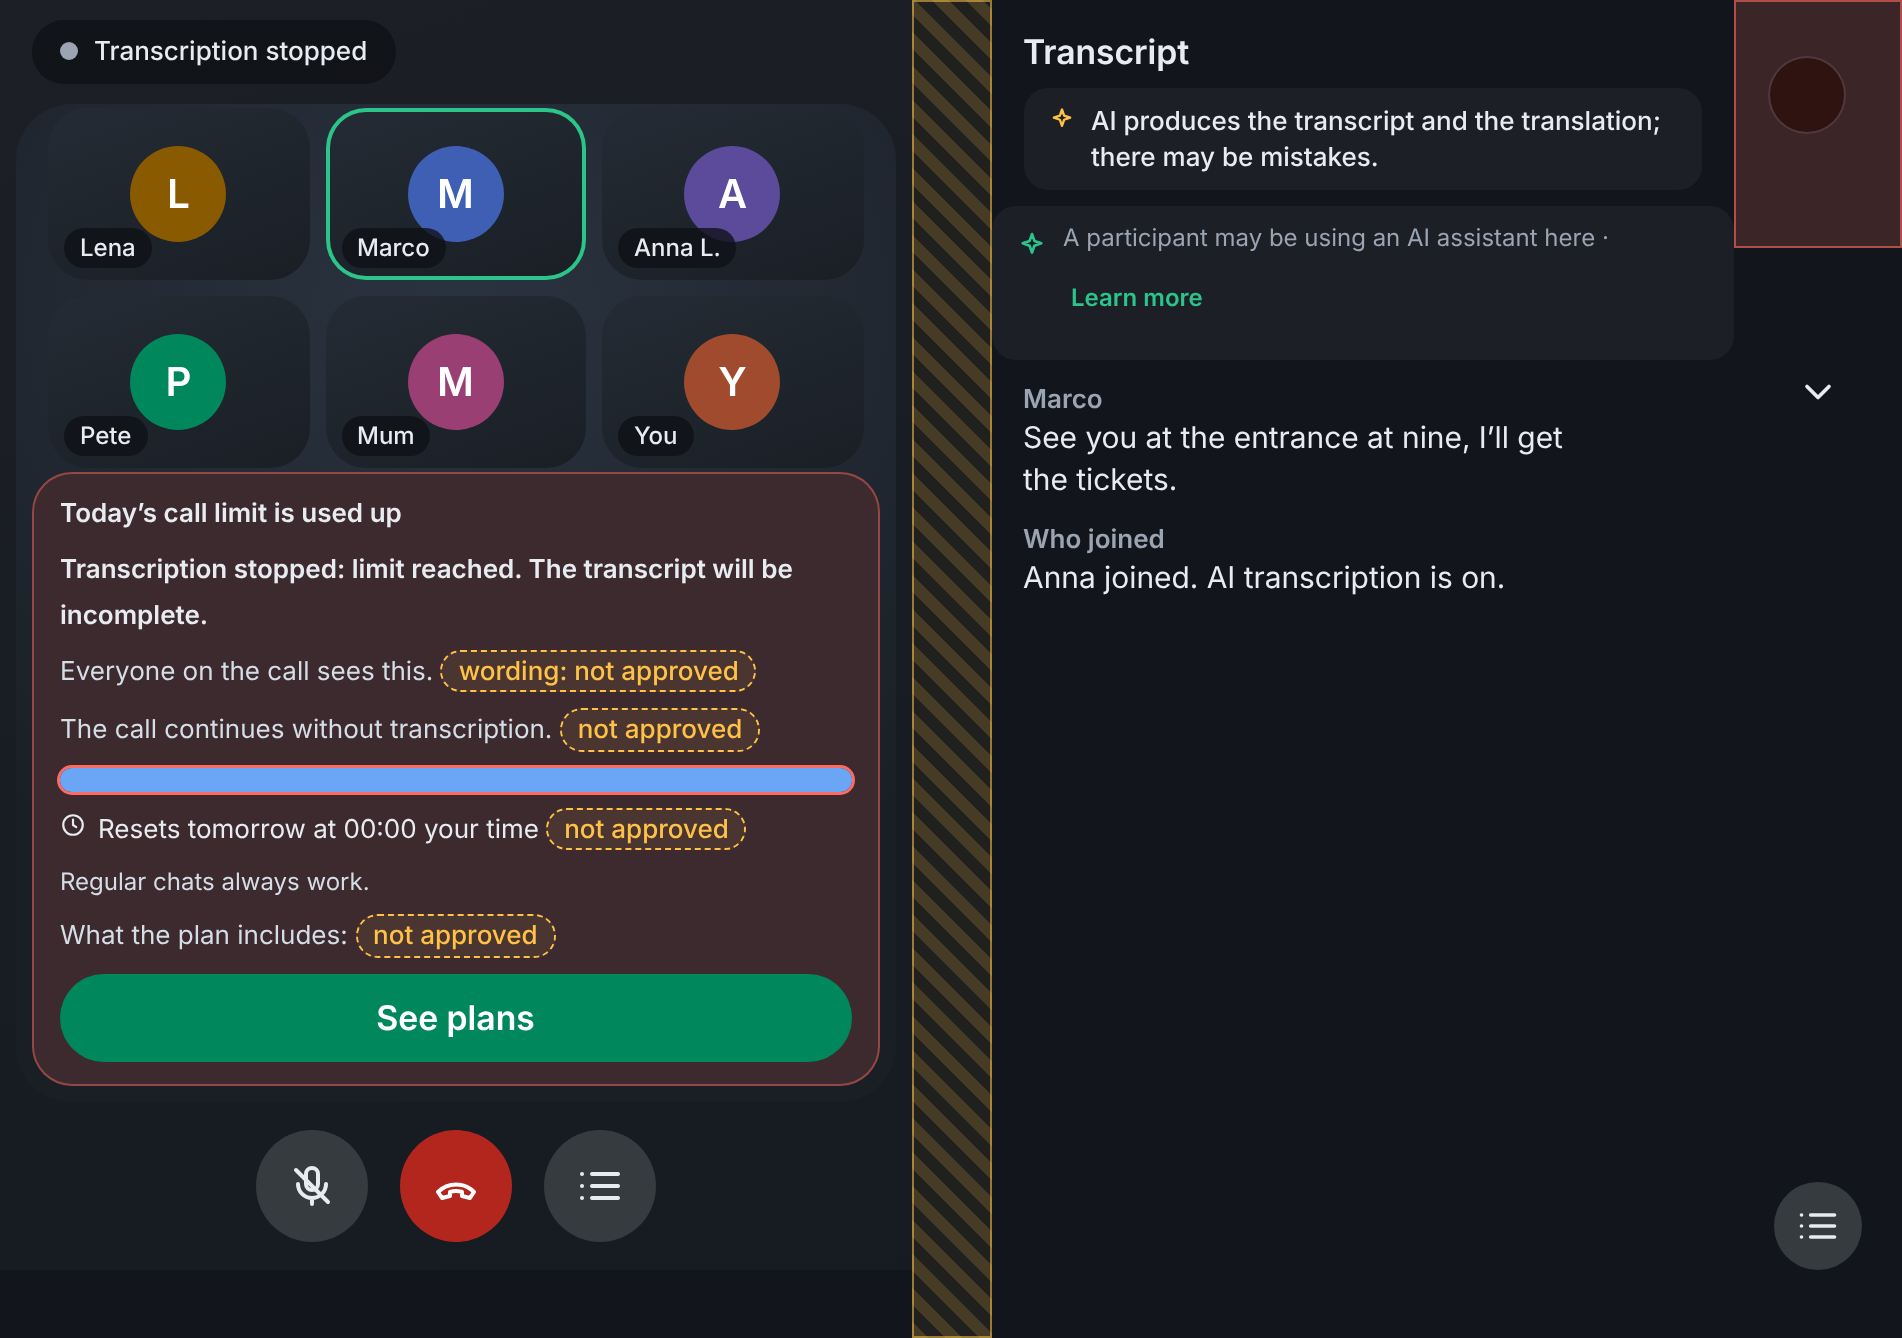 Transcription stopped
L
Lena
M
Marco
A
Anna L.
P
Pete
M
Mum
Y
You
Today’s call limit is used up
Transcription stopped: limit reached. The transcript will be
incomplete.
Everyone on the call sees this. wording: not approved
The call continues without transcription. not approved
Resets tomorrow at 00:00 your time not approved
Regular chats always work.
What the plan includes: not approved
See plans
Transcript
AI produces the transcript and the translation;
there may be mistakes.
A participant may be using an AI assistant here ·
Learn more
Marco
See you at the entrance at nine, I’ll get
the tickets.
Who joined
Anna joined. AI transcription is on.